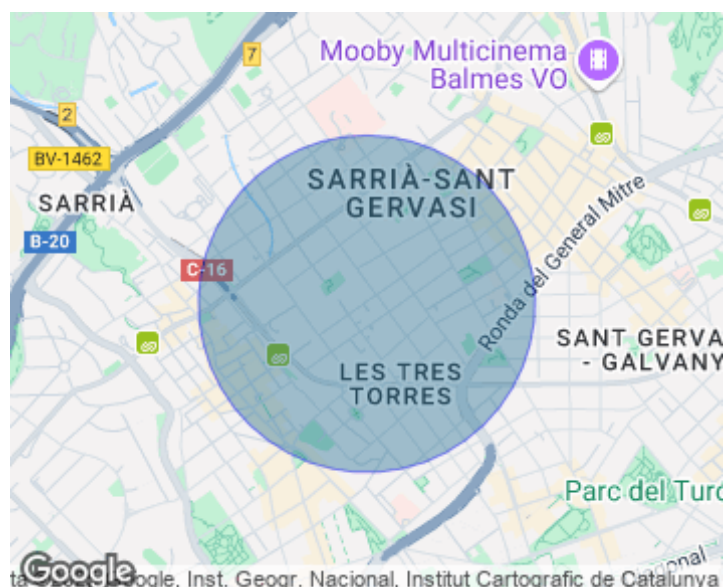 Mooby Multicinema
Balmes VO
7
2
BV-1462
SARRIÀ
SARRIÀ-SANT
GERVASI
B-20
C-16
Ronda del General Mitre
SANT GERVA
- GALVANY
LES TRES
TORRES
Parc del Turó
Google
Google, Inst. Geogr. Nacional, Institut Cartografic de Catalunya